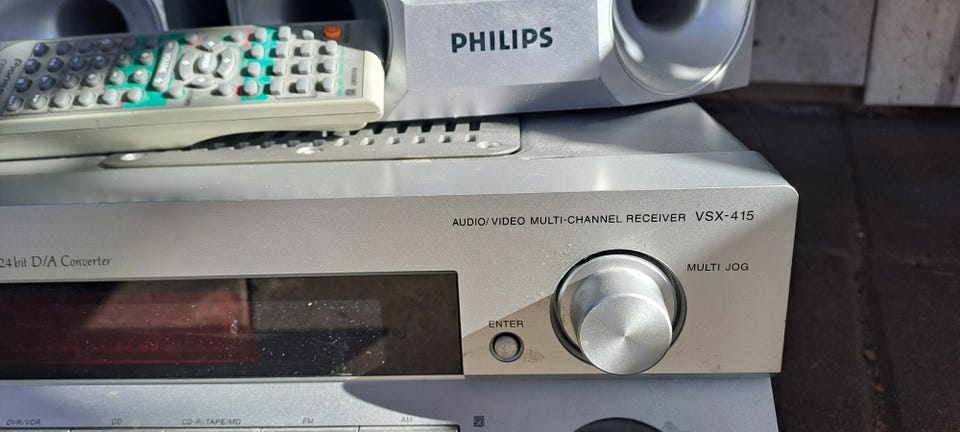 PHILIPS
Pioneer
AUDIO/VIDEO MULTI-CHANNEL RECEIVER VSX-415
24bit D/A Converter
MULTI JOG
ENTER
DVR/VCR CD CD-R/TAPE/MD FM AM